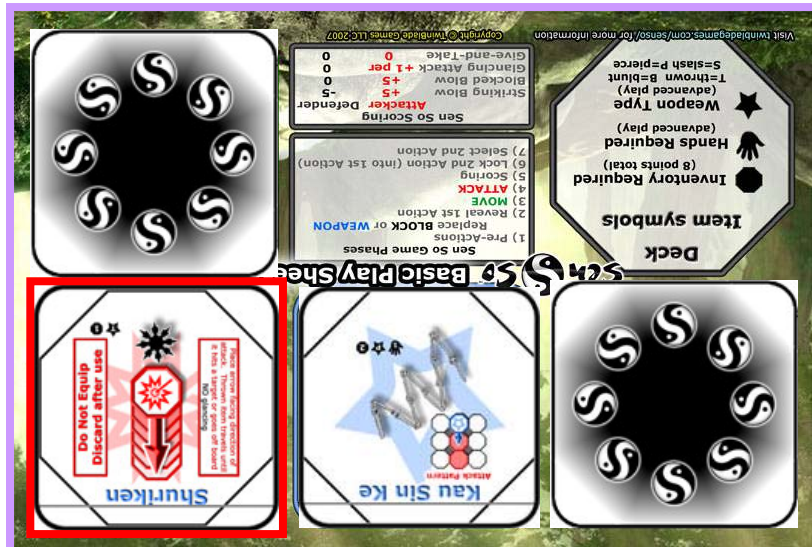 Kau Sin Ke
Attack Pattern
Shuriken
Place arrow facing direction of
attack. Thrown item travels until
it hits a target or goes off board
NO glancing
Do Not Equip
Discard after use
Sen So Basic Play Shee
Deck
Item symbols
Inventory Required
(8 points total)
Hands Required
(advanced play)
Weapon Type
(advanced play)
T=thrown B=blunt
S=slash P=pierce
Sen So Game Phases
1) Pre-Actions
Replace BLOCK or WEAPON
2) Reveal 1st Action
3) MOVE
4) ATTACK
5) Scoring
6) Lock 2nd Action (into 1st Action)
7) Select 2nd Action
Sen So Scoring
Attacker Defender
Striking Blow +5 -5
Blocked Blow +5 0
Glancing Attack +1 per 0
Give-and-Take 0 0
Visit twinbladegames.com/senso/ for more information
Copyright © TwinBlade Games LLC 2007